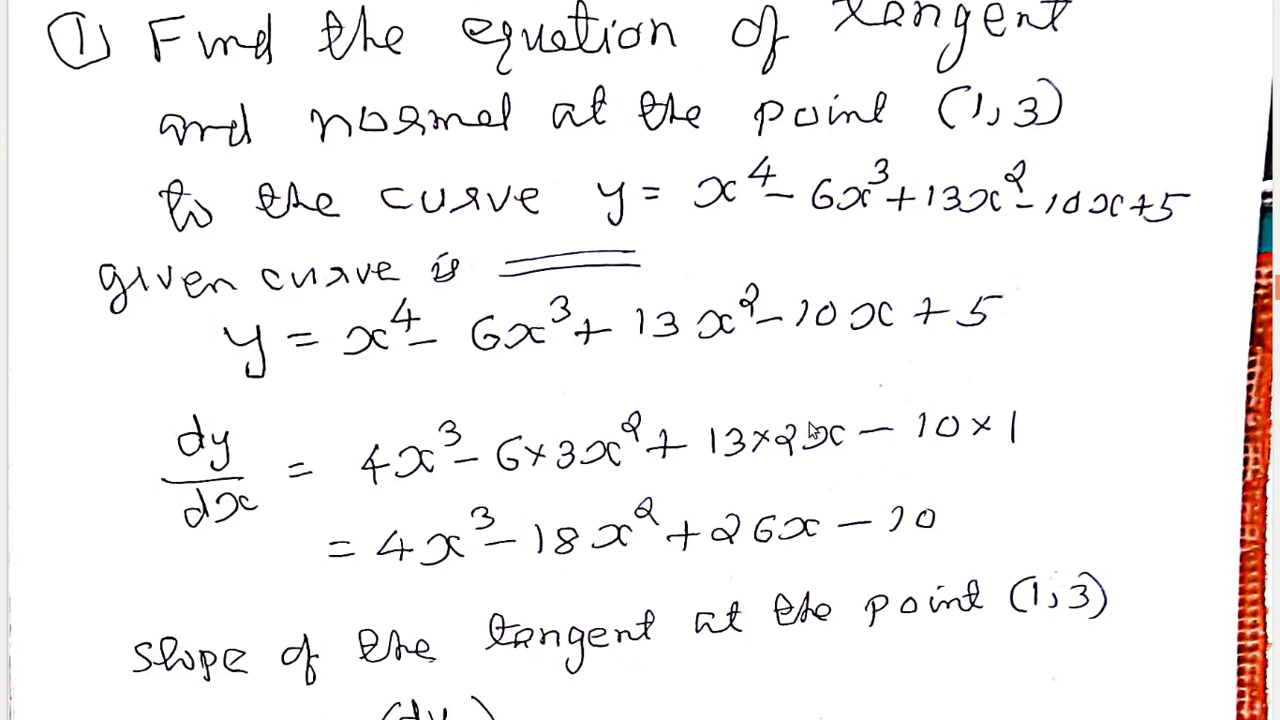 ① Find the equation of tangent
and normal at the point (1,3)
to the curve y = x⁴ - 6x³ + 13x² - 10x + 5
given curve is
y = x⁴ - 6x³ + 13x² - 10x + 5
dy/dx = 4x³ - 6×3x² + 13×2x - 10×1
= 4x³ - 18x² + 26x - 10
slope of the tangent at the point (1,3)
(dy)